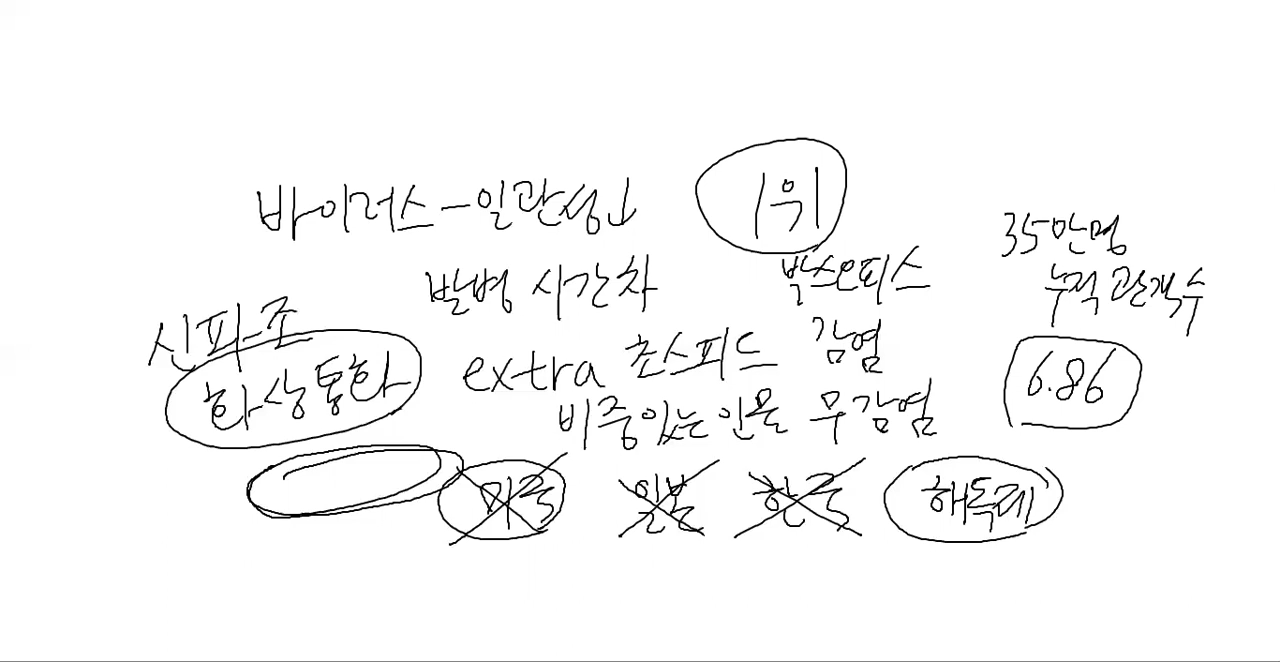 바이러스-일관성↓
1위
35만명
누적 관객수
발병 시간차
박스오피스
신파조
화상통화
extra 초스피드 감염
6.86
비중있는 인물 무감염
미국 일본 한국 해독제